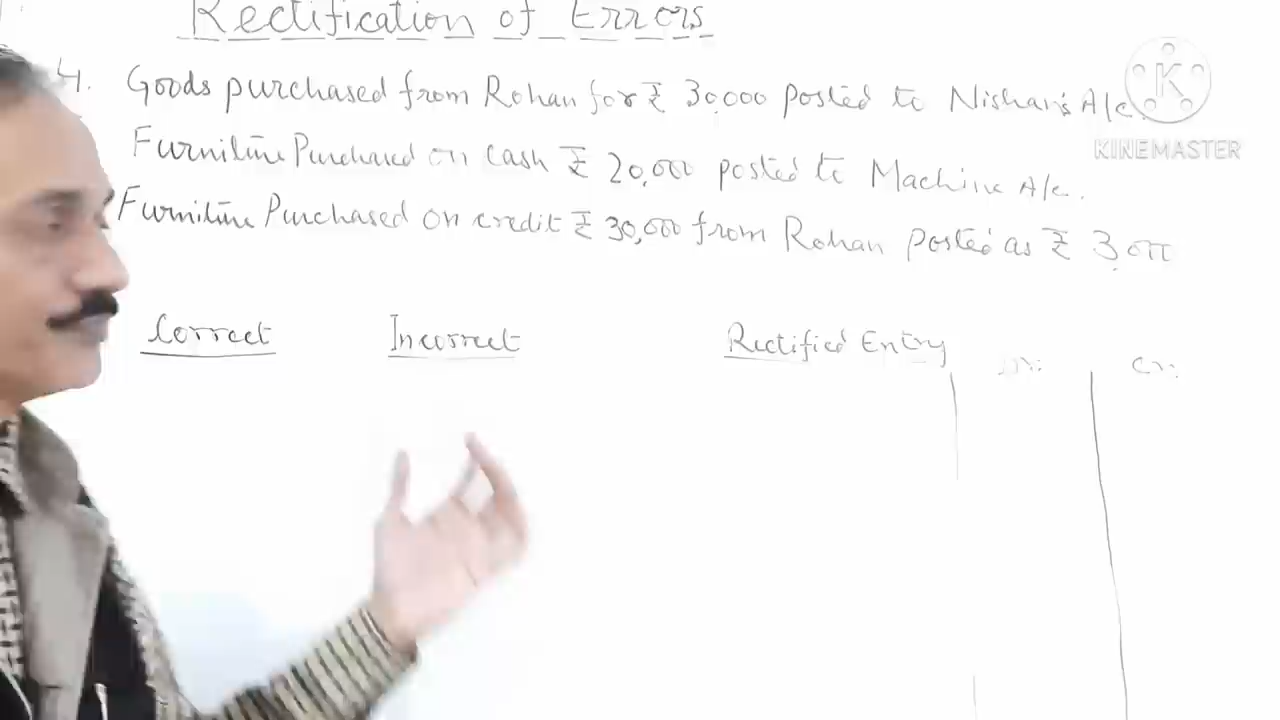 Rectification of Errors
4. Goods purchased from Rohan for ₹ 30,000 posted to Nishan's A/c.
K
KINEMASTER
Furniture Purchased on cash ₹ 20,000 posted to Machine A/c.
Furniture Purchased on credit ₹ 30,000 from Rohan posted as ₹ 3,000
Correct Incorrect Rectified Entry Dr. Cr.